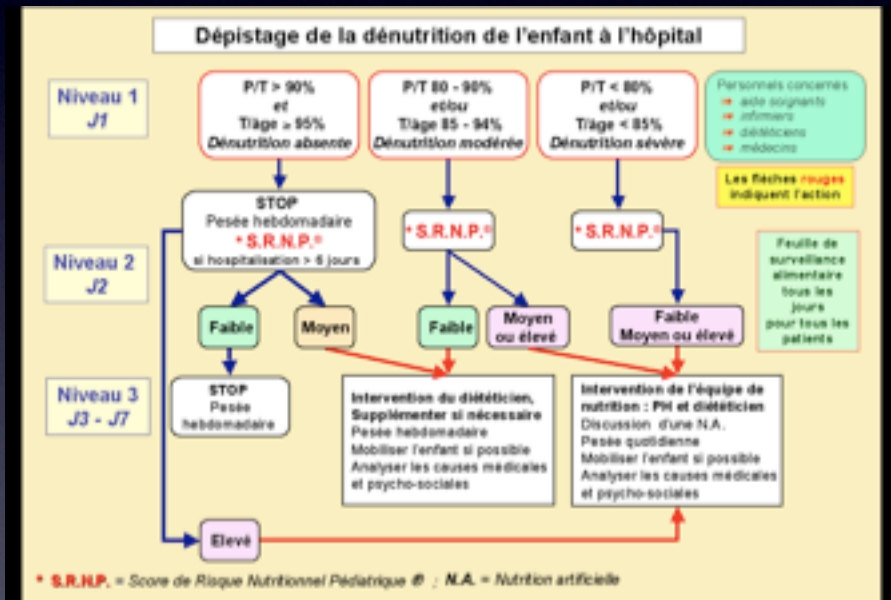 Dépistage de la dénutrition de l'enfant à l'hôpital
Niveau 1
J1
P/T > 90%
et
T/âge ≥ 95%
Dénutrition absente
P/T 80 - 90%
et/ou
T/âge 85 - 94%
Dénutrition modérée
P/T < 80%
et/ou
T/âge < 85%
Dénutrition sévère
Personnels concernés
aide soignants
infirmiers
diététiciens
médecins
Les flèches rouges
indiquent l'action
STOP
Pesée hebdomadaire
* S.R.N.P.®
si hospitalisation > 6 jours
* S.R.N.P.®
* S.R.N.P.®
Niveau 2
J2
Feuille de
surveillance
alimentaire
tous les
jours
pour tous les
patients
Faible
Moyen
Faible
Moyen
ou élevé
Faible
Moyen ou élevé
Niveau 3
J3 - J7
STOP
Pesée
hebdomadaire
Intervention du diététicien,
Supplémenter si nécessaire
Pesée hebdomadaire
Mobiliser l'enfant si possible
Analyser les causes médicales
et psycho-sociales
Intervention de l'équipe de
nutrition : PH et diététicien
Discussion d'une N.A.
Pesée quotidienne
Mobiliser l'enfant si possible
Analyser les causes médicales
et psycho-sociales
Elevé
* S.R.N.P. = Score de Risque Nutritionnel Pédiatrique ® ; N.A. = Nutrition artificielle